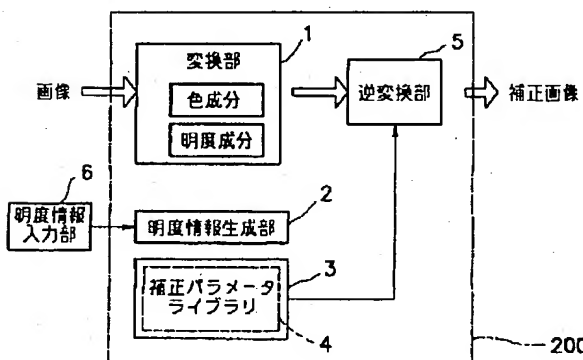 1
変換部
色成分
明度成分
画像
5
逆変換部
補正画像
6
明度情報
入力部
2
明度情報生成部
3
補正パラメータ
ライブラリ
4
200